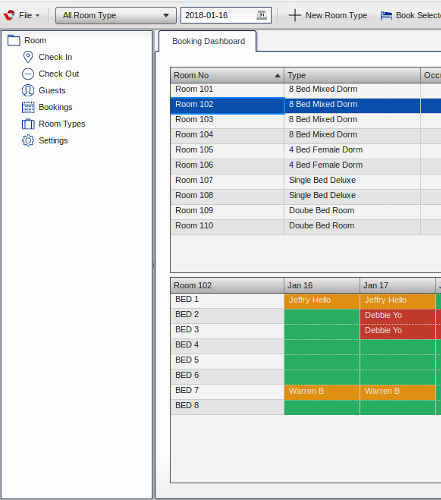 File All Room Type 2018-01-16 31 New Room Type
Room
Check In
Check Out
Guests
Bookings
Room Types
Settings
Booking Dashboard
Room No Type
Room 101 8 Bed Mixed Dorm
Room 102 8 Bed Mixed Dorm
Room 103 8 Bed Mixed Dorm
Room 104 8 Bed Mixed Dorm
Room 105 4 Bed Female Dorm
Room 106 4 Bed Female Dorm
Room 107 Single Bed Deluxe
Room 108 Single Bed Deluxe
Room 109 Doube Bed Room
Room 110 Doube Bed Room
Room 102 Jan 16 Jan 17
BED 1 Jeffry Hello Jeffry Hello
BED 2 Debbie Yo
BED 3 Debbie Yo
BED 4
BED 5
BED 6
BED 7 Warren B Warren B
BED 8